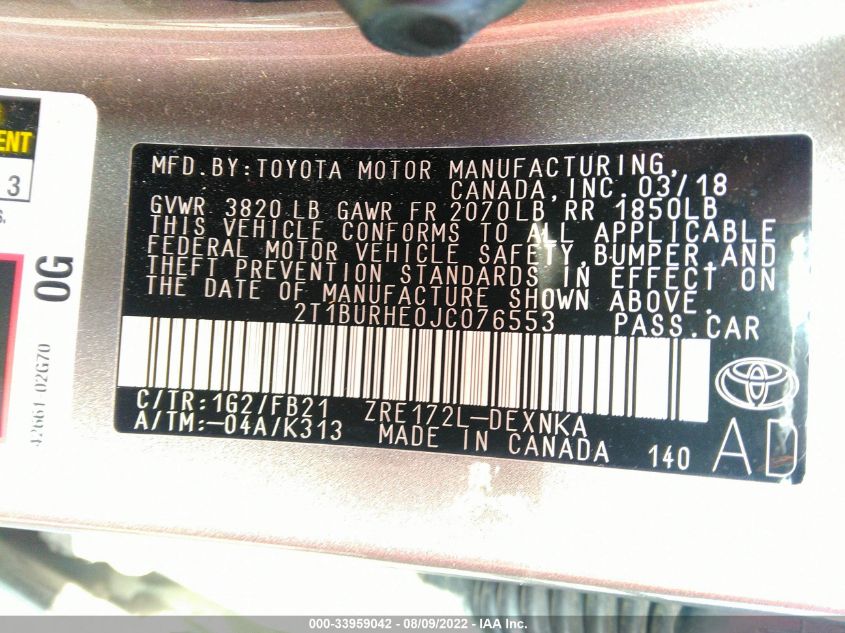 ENT
3
S.
OG
42661 02G70
MFD.BY:TOYOTA MOTOR MANUFACTURING,
CANADA, INC. 03/18
GVWR 3820 LB GAWR FR 2070LB RR 1850LB
THIS VEHICLE CONFORMS TO ALL APPLICABLE
FEDERAL MOTOR VEHICLE SAFETY, BUMPER, AND
THEFT PREVENTION STANDARDS IN EFFECT ON
THE DATE OF MANUFACTURE SHOWN ABOVE.
2T1BURHE0JC076553 PASS.CAR
C/TR:1G2/FB21 ZRE172L-DEXNKA
A/TM:-04A/K313 MADE IN CANADA 140 AD
000-33959042 - 08/09/2022 - IAA Inc.